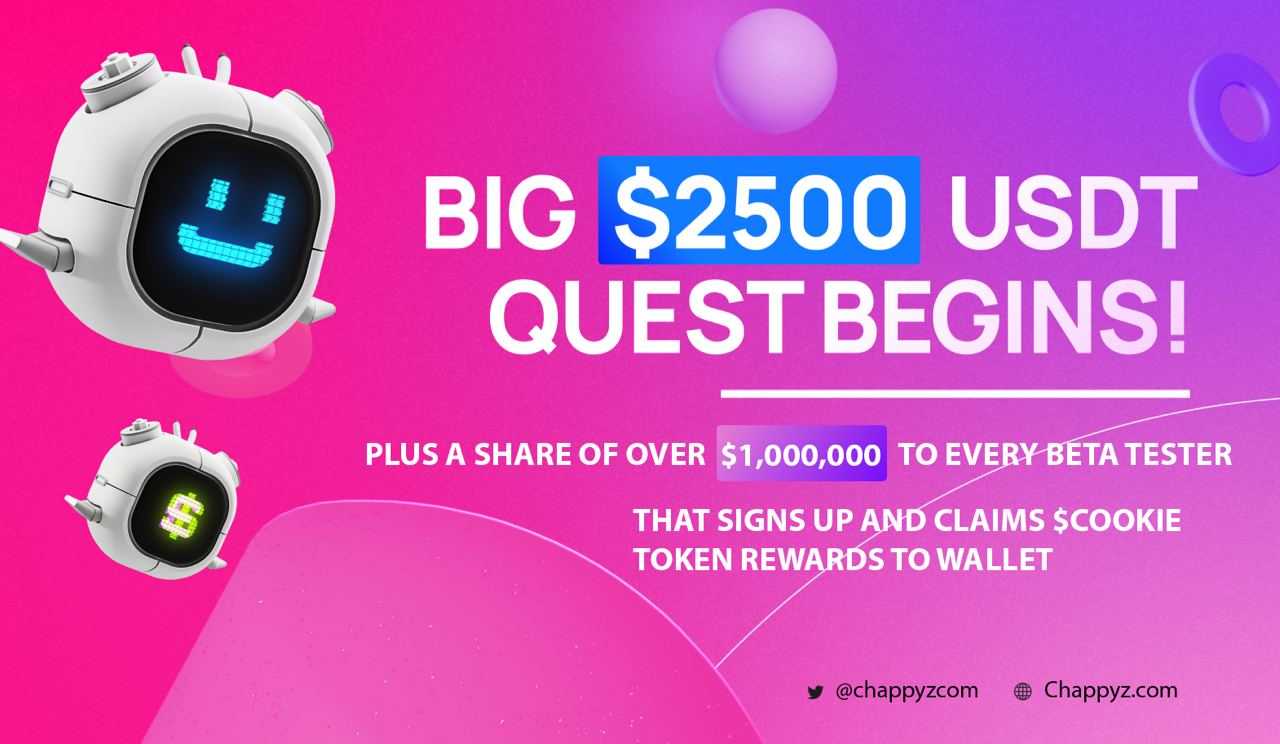 BIG $2500 USDT
QUEST BEGINS!
PLUS A SHARE OF OVER $1,000,000 TO EVERY BETA TESTER
THAT SIGNS UP AND CLAIMS $COOKIE
TOKEN REWARDS TO WALLET
$
@chappyzcom Chappyz.com